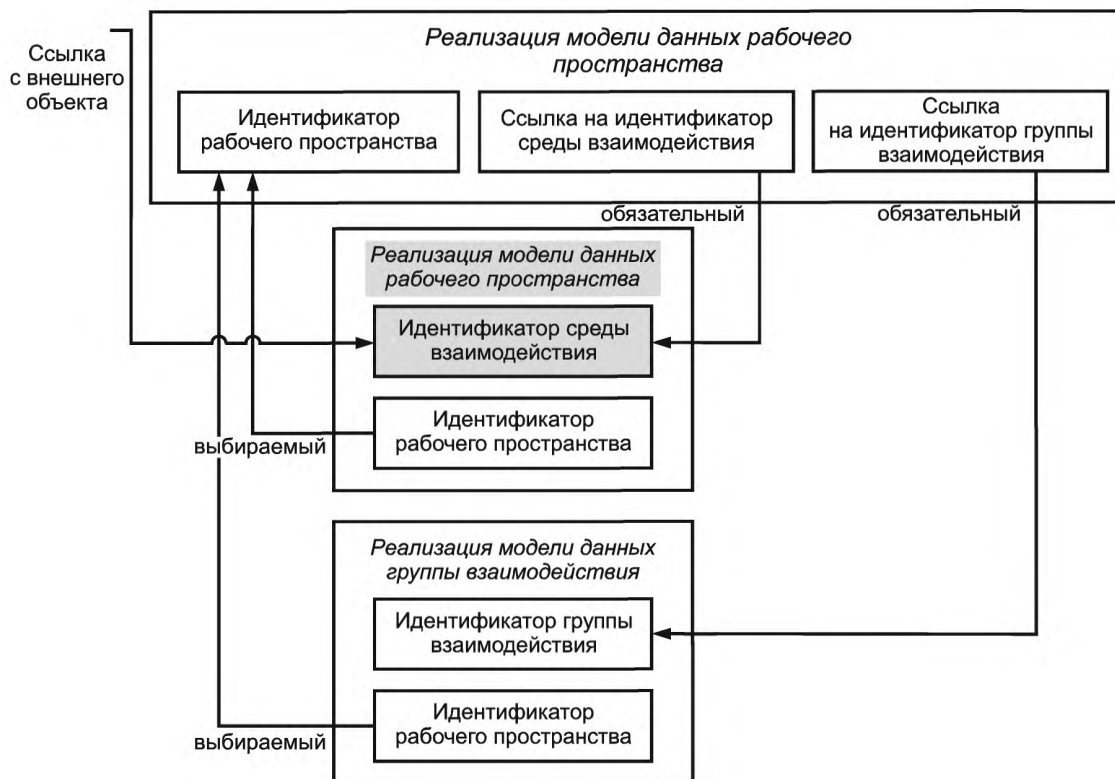 Ссылка
с внешнего
объекта
Реализация модели данных рабочего
пространства
Идентификатор
рабочего пространства
Ссылка на идентификатор
среды взаимодействия
Ссылка
на идентификатор группы
взаимодействия
обязательный
обязательный
Реализация модели данных
рабочего пространства
Идентификатор среды
взаимодействия
Идентификатор
рабочего пространства
выбираемый
Реализация модели данных
группы взаимодействия
Идентификатор группы
взаимодействия
Идентификатор
рабочего пространства
выбираемый